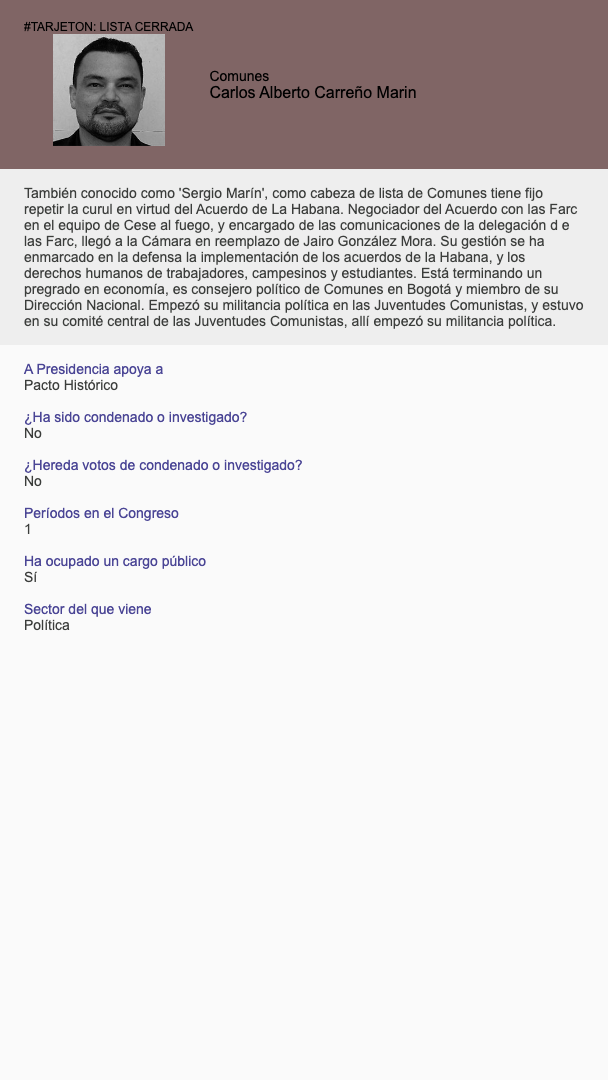 #TARJETON: LISTA CERRADA
Comunes
Carlos Alberto Carreño Marin
También conocido como 'Sergio Marín', como cabeza de lista de Comunes tiene fijo
repetir la curul en virtud del Acuerdo de La Habana. Negociador del Acuerdo con las Farc
en el equipo de Cese al fuego, y encargado de las comunicaciones de la delegación d e
las Farc, llegó a la Cámara en reemplazo de Jairo González Mora. Su gestión se ha
enmarcado en la defensa la implementación de los acuerdos de la Habana, y los
derechos humanos de trabajadores, campesinos y estudiantes. Está terminando un
pregrado en economía, es consejero político de Comunes en Bogotá y miembro de su
Dirección Nacional. Empezó su militancia política en las Juventudes Comunistas, y estuvo
en su comité central de las Juventudes Comunistas, allí empezó su militancia política.
A Presidencia apoya a
Pacto Histórico
¿Ha sido condenado o investigado?
No
¿Hereda votos de condenado o investigado?
No
Períodos en el Congreso
1
Ha ocupado un cargo público
Sí
Sector del que viene
Política